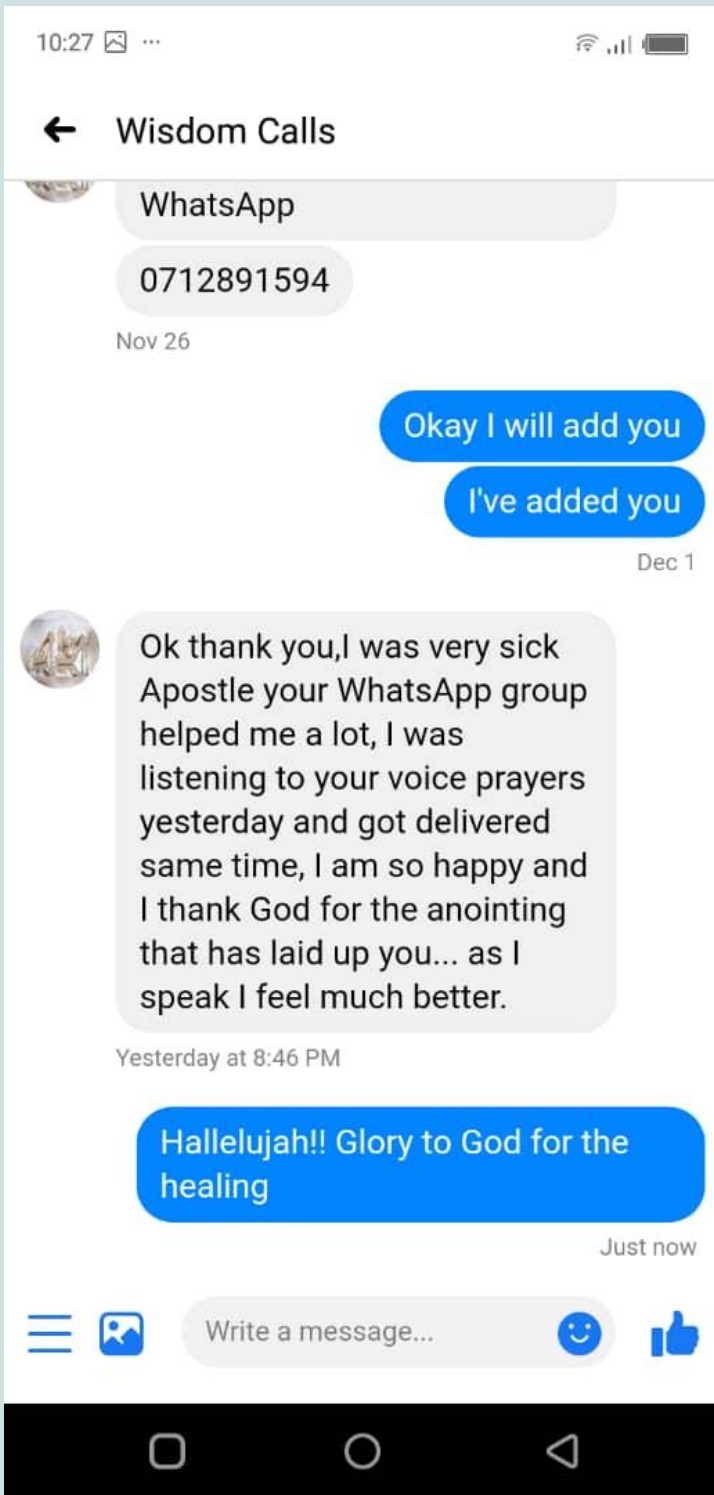 10:27 ...
Wisdom Calls
WhatsApp
0712891594
Nov 26
Okay I will add you
I've added you
Dec 1
Ok thank you,I was very sick
Apostle your WhatsApp group
helped me a lot, I was
listening to your voice prayers
yesterday and got delivered
same time, I am so happy and
I thank God for the anointing
that has laid up you... as I
speak I feel much better.
Yesterday at 8:46 PM
Hallelujah!! Glory to God for the
healing
Just now
Write a message...